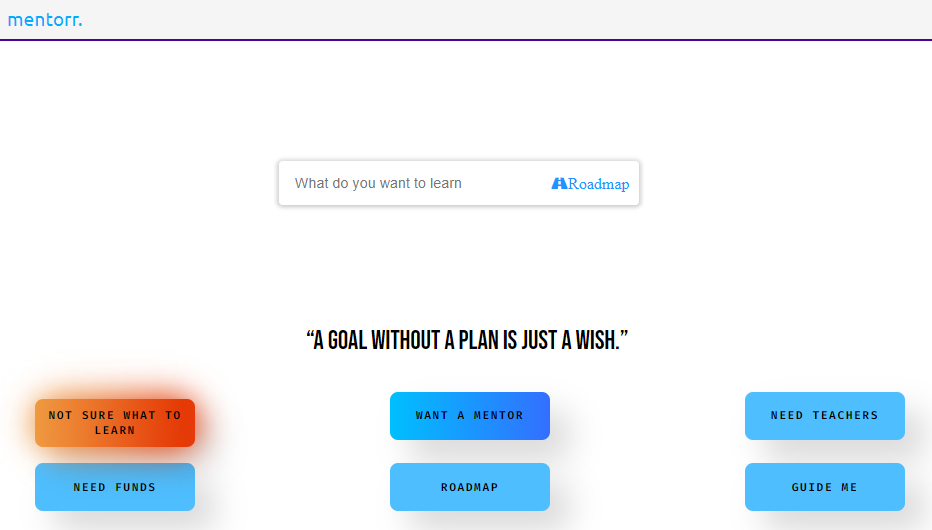 mentorr.
What do you want to learn Roadmap
“A GOAL WITHOUT A PLAN IS JUST A WISH.”
NOT SURE WHAT TO
LEARN
WANT A MENTOR
NEED TEACHERS
NEED FUNDS
ROADMAP
GUIDE ME